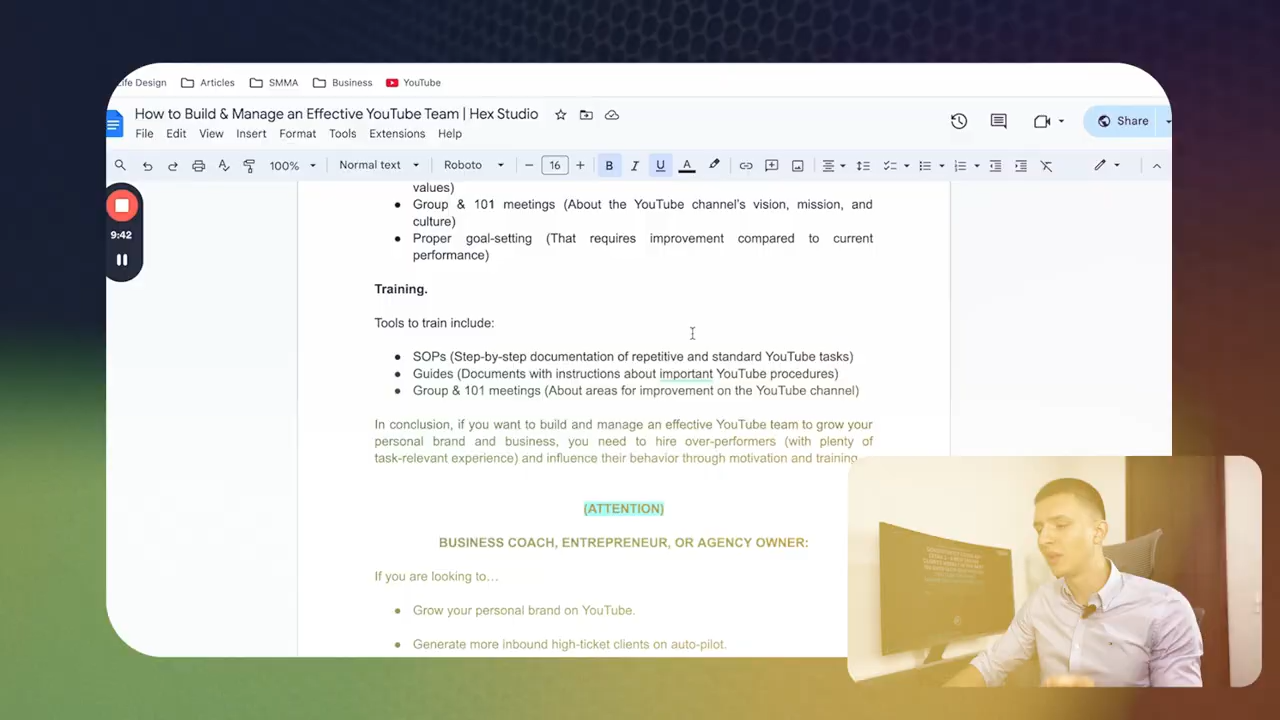 Life Design Articles SMMA Business YouTube
How to Build & Manage an Effective YouTube Team | Hex Studio
Share
File Edit View Insert Format Tools Extensions Help
100% Normal text Roboto − 16 + B I U A
9:42
values)
● Group & 101 meetings (About the YouTube channel's vision, mission, and
culture)
● Proper goal-setting (That requires improvement compared to current
performance)
Training.
Tools to train include:
● SOPs (Step-by-step documentation of repetitive and standard YouTube tasks)
● Guides (Documents with instructions about important YouTube procedures)
● Group & 101 meetings (About areas for improvement on the YouTube channel)
In conclusion, if you want to build and manage an effective YouTube team to grow your
personal brand and business, you need to hire over-performers (with plenty of
task-relevant experience) and influence their behavior through motivation and training.
(ATTENTION)
BUSINESS COACH, ENTREPRENEUR, OR AGENCY OWNER:
If you are looking to…
● Grow your personal brand on YouTube.
● Generate more inbound high-ticket clients on auto-pilot.